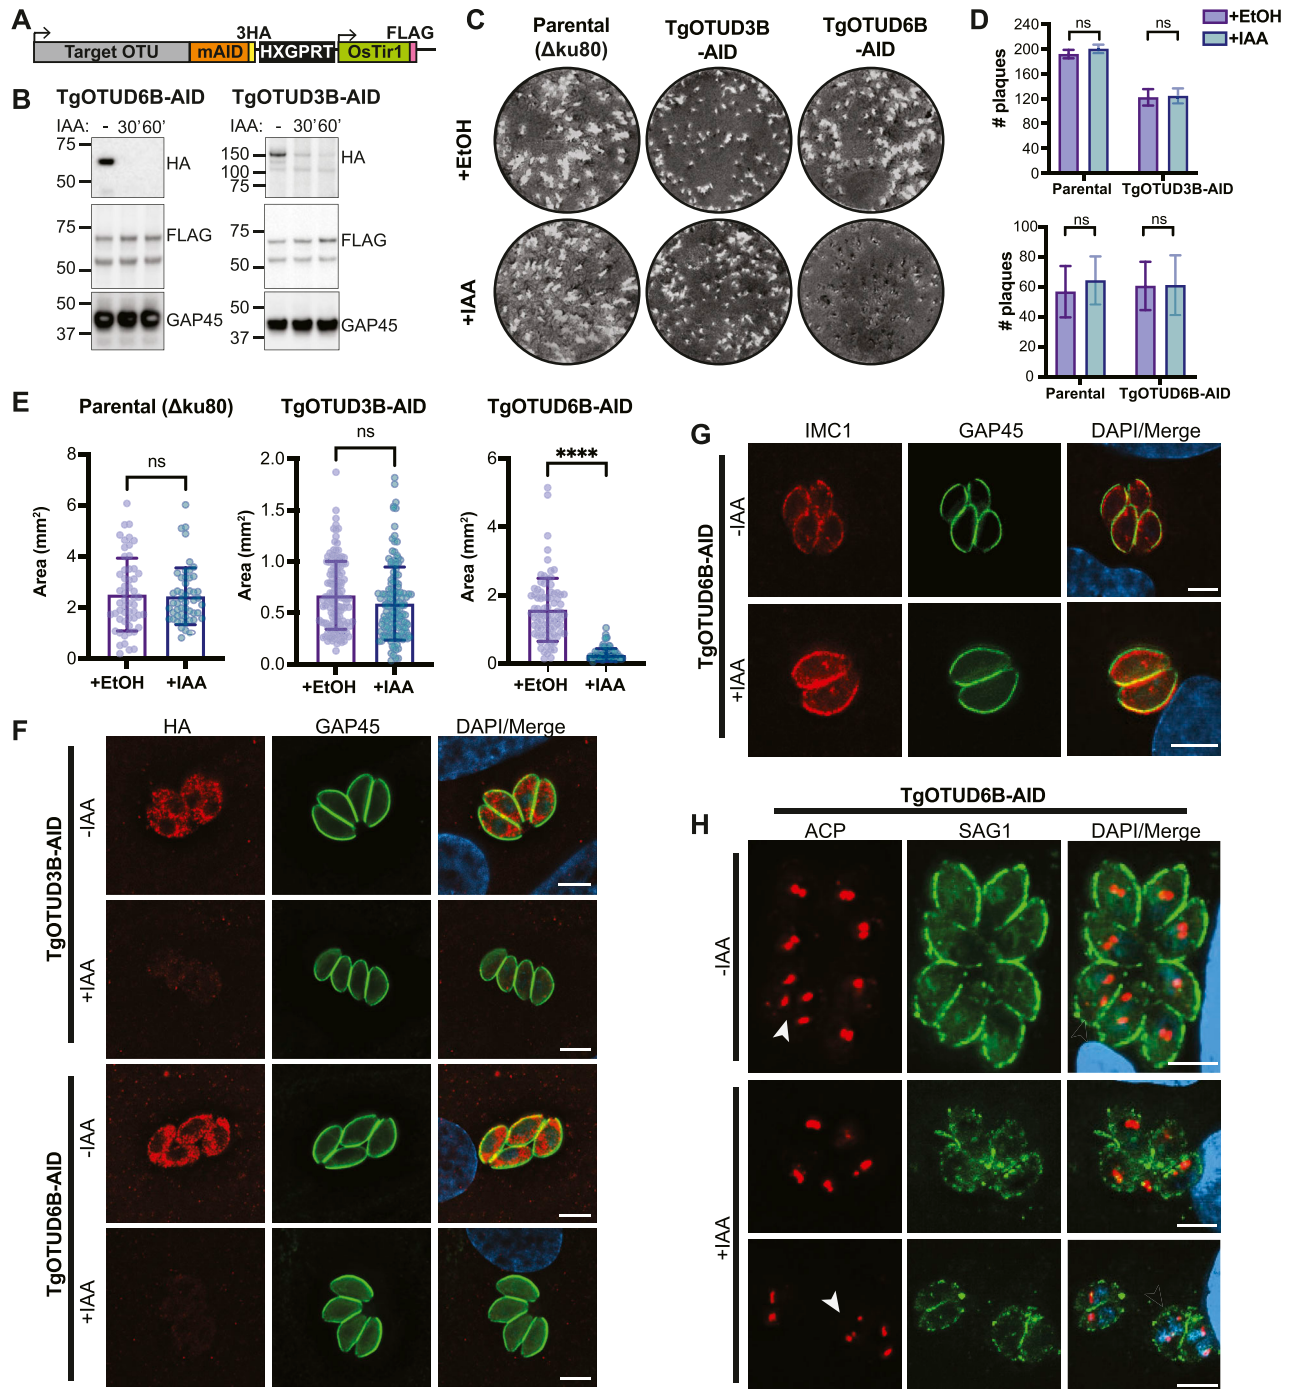 A
3HA
FLAG
Target OTU
mAID
HXGPRT
OsTir1
B
TgOTUD6B-AID
TgOTUD3B-AID
IAA: - 30’ 60’
IAA: - 30’ 60’
75
50
HA
150
100
75
HA
75
50
FLAG
75
50
FLAG
50
37
GAP45
50
37
GAP45
C
Parental
(Δku80)
TgOTUD3B
-AID
TgOTUD6B
-AID
+EtOH
+IAA
D
+EtOH
+IAA
# plaques
240
200
160
120
80
40
0
ns
ns
Parental
TgOTUD3B-AID
# plaques
100
80
60
40
20
0
ns
ns
Parental
TgOTUD6B-AID
E
Parental (Δku80)
Area (mm²)
8
6
4
2
0
ns
+EtOH
+IAA
TgOTUD3B-AID
Area (mm²)
2.0
1.5
1.0
0.5
0.0
ns
+EtOH
+IAA
TgOTUD6B-AID
Area (mm²)
6
4
2
0
****
+EtOH
+IAA
F
HA
GAP45
DAPI/Merge
TgOTUD3B-AID
-IAA
+IAA
TgOTUD6B-AID
-IAA
+IAA
G
IMC1
GAP45
DAPI/Merge
TgOTUD6B-AID
-IAA
+IAA
H
TgOTUD6B-AID
ACP
SAG1
DAPI/Merge
-IAA
+IAA